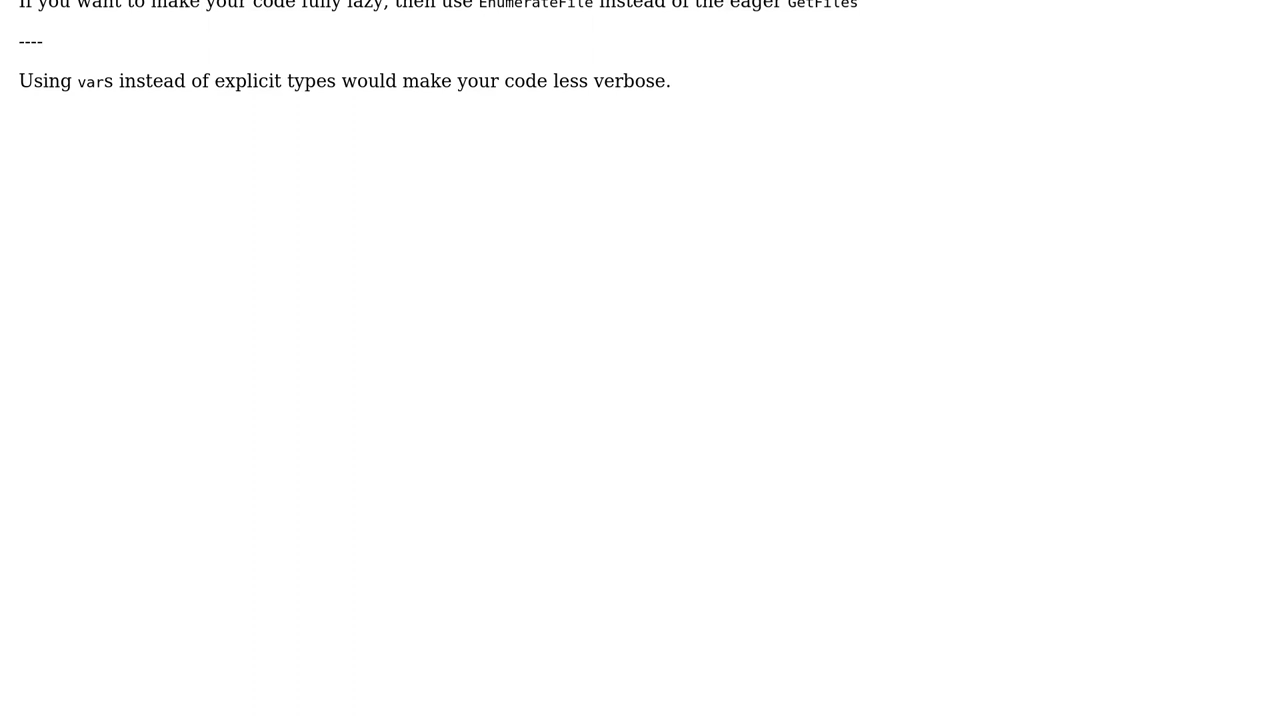 If you want to make your code fully lazy, then use EnumerateFile instead of the eager GetFiles
----
Using vars instead of explicit types would make your code less verbose.